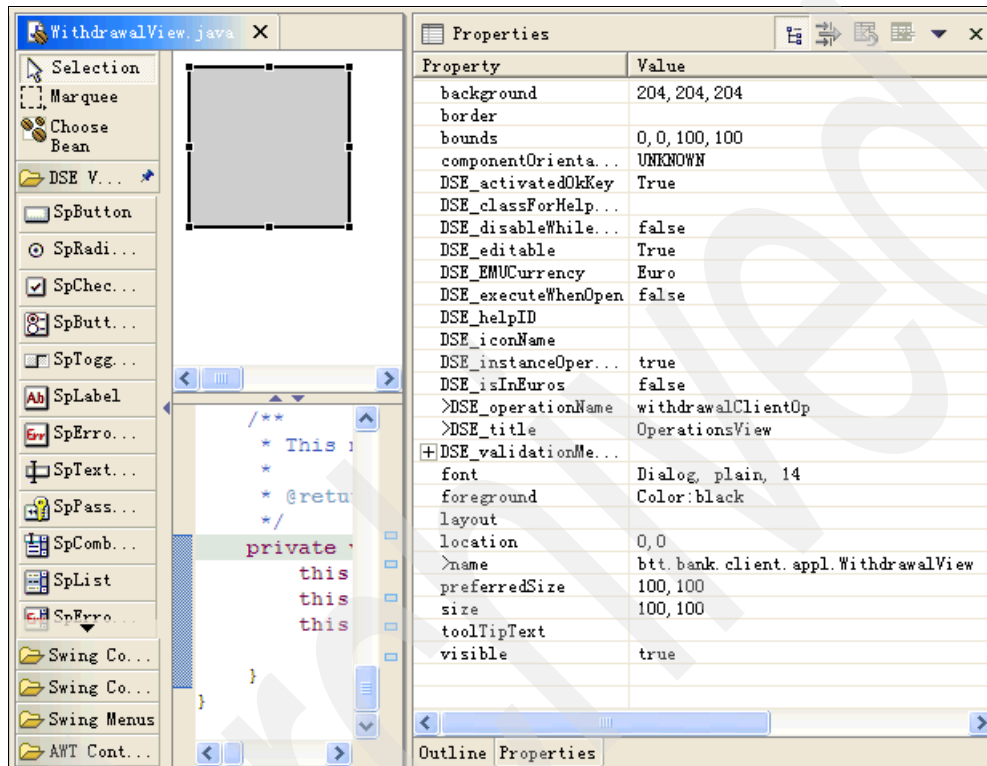 WithdrawalView.java
Selection
Marquee
Choose
Bean
DSE V...
SpButton
SpRadi...
SpChec...
SpButt...
SpTogg...
Ab SpLabel
Err SpErro...
SpText...
SpPass...
SpComb...
SpList
SpErro...
Swing Co...
Swing Co...
Swing Menus
AWT Cont...
/**
* This
*
* @retu
*/
private
this
this
this
}
}
Properties
Property Value
background 204, 204, 204
border
bounds 0, 0, 100, 100
componentOrienta... UNKNOWN
DSE_activatedOkKey True
DSE_classForHelp...
DSE_disableWhile... false
DSE_editable True
DSE_EMUCurrency Euro
DSE_executeWhenOpen false
DSE_helpID
DSE_iconName
DSE_instanceOper... true
DSE_isInEuros false
>DSE_operationName withdrawalClientOp
>DSE_title OperationsView
DSE_validationMe...
font Dialog, plain, 14
foreground Color:black
layout
location 0, 0
>name btt.bank.client.appl.WithdrawalView
preferredSize 100, 100
size 100, 100
toolTipText
visible true
Outline Properties